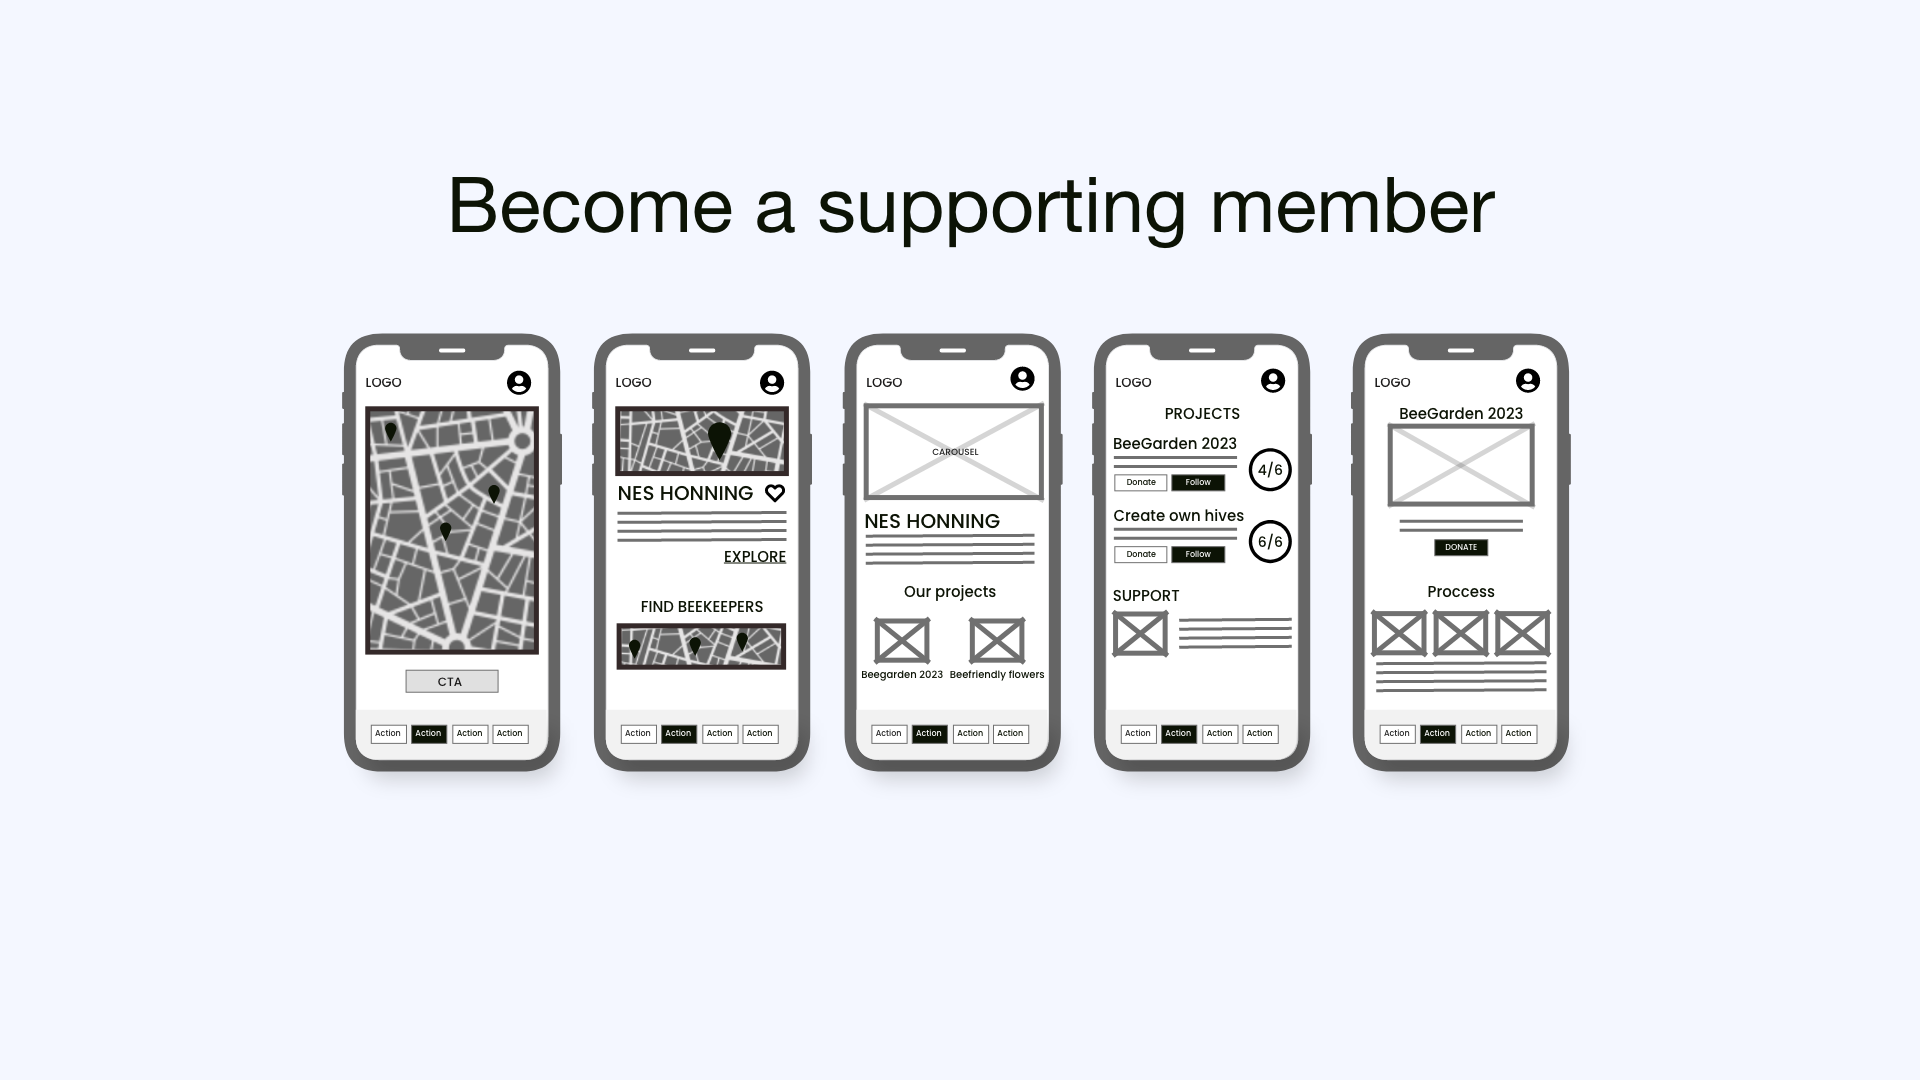 Become a supporting member
LOGO
CTA
Action Action Action Action
LOGO
NES HONNING
EXPLORE
FIND BEEKEEPERS
Action Action Action Action
LOGO
CAROUSEL
NES HONNING
Our projects
Beegarden 2023 Beefriendly flowers
Action Action Action Action
LOGO
PROJECTS
BeeGarden 2023
4/6
Donate Follow
Create own hives
6/6
Donate Follow
SUPPORT
Action Action Action Action
LOGO
BeeGarden 2023
DONATE
Proccess
Action Action Action Action